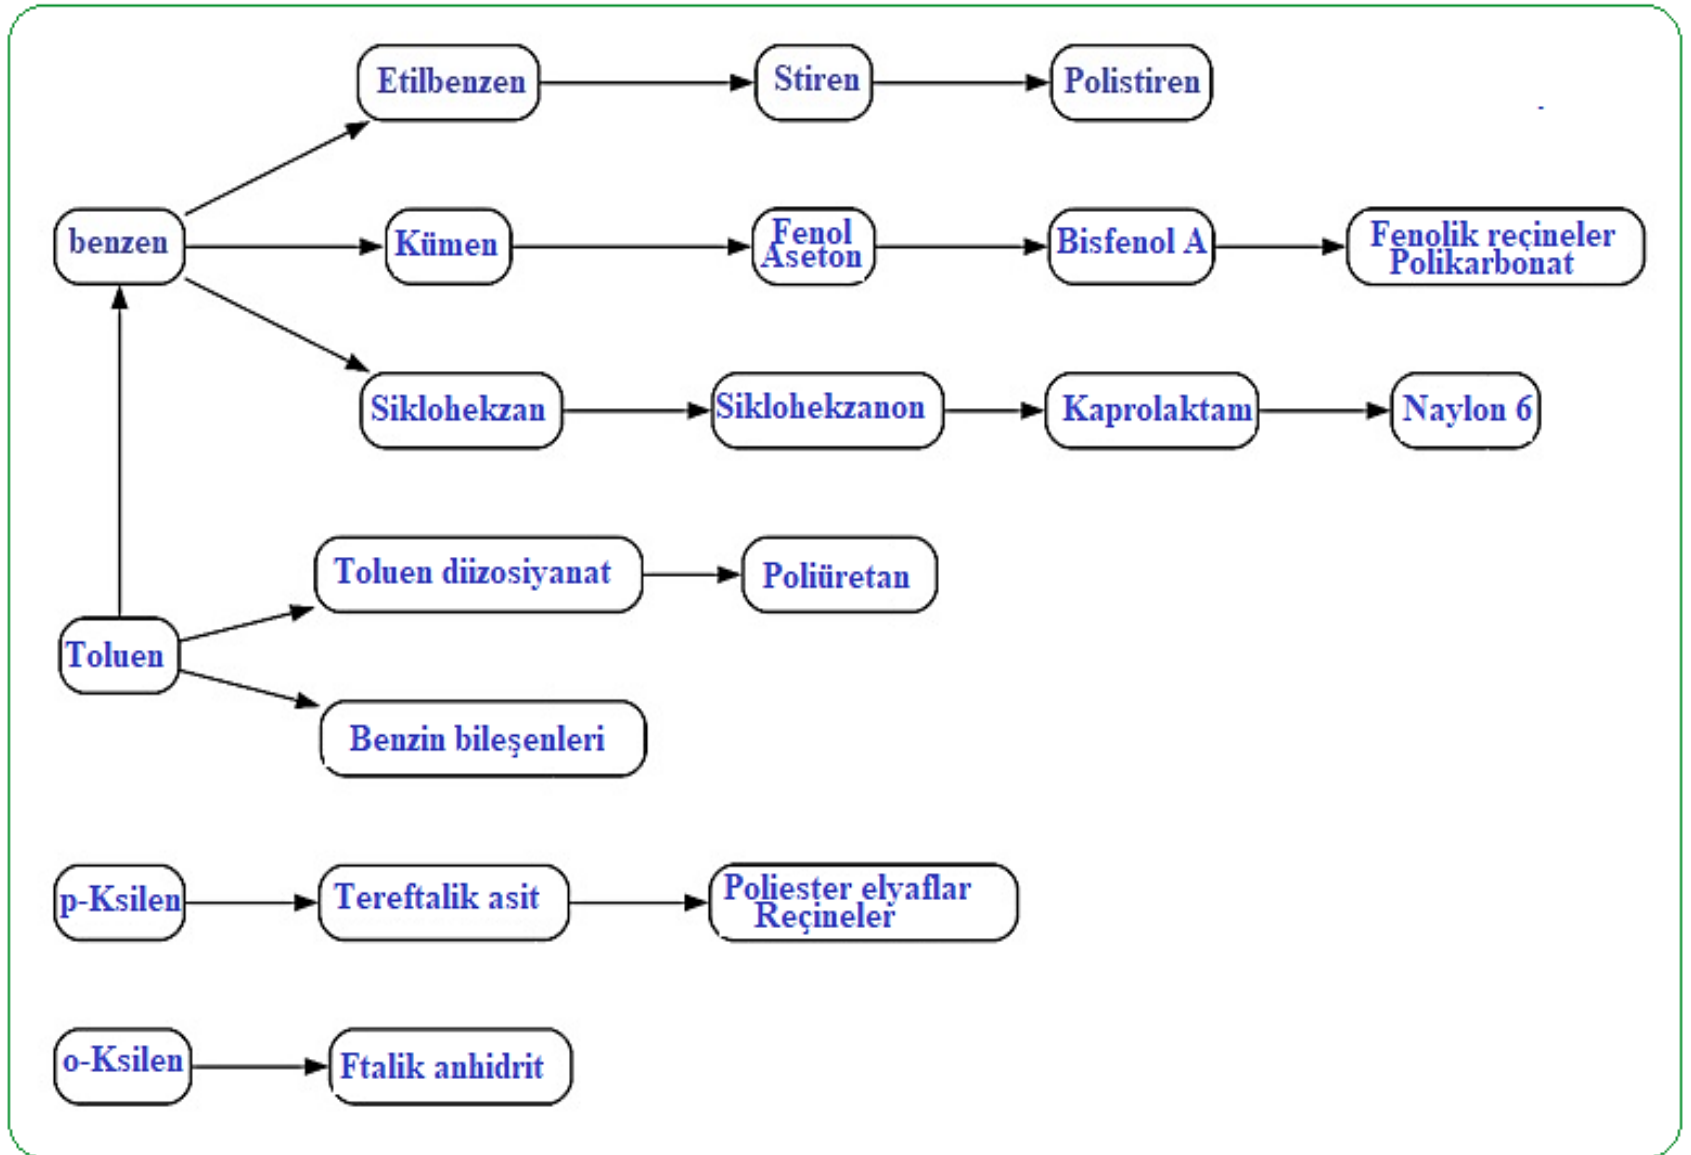 Etilbenzen
Stiren
Polistiren
benzen
Kümen
Fenol
Aseton
Bisfenol A
Fenolik reçineler
Polikarbonat
Siklohekzan
Siklohekzanon
Kaprolaktam
Naylon 6
Toluen diizosiyanat
Poliüretan
Toluen
Benzin bileşenleri
p-Ksilen
Tereftalik asit
Poliester elyaflar
Reçineler
o-Ksilen
Ftalik anhidrit